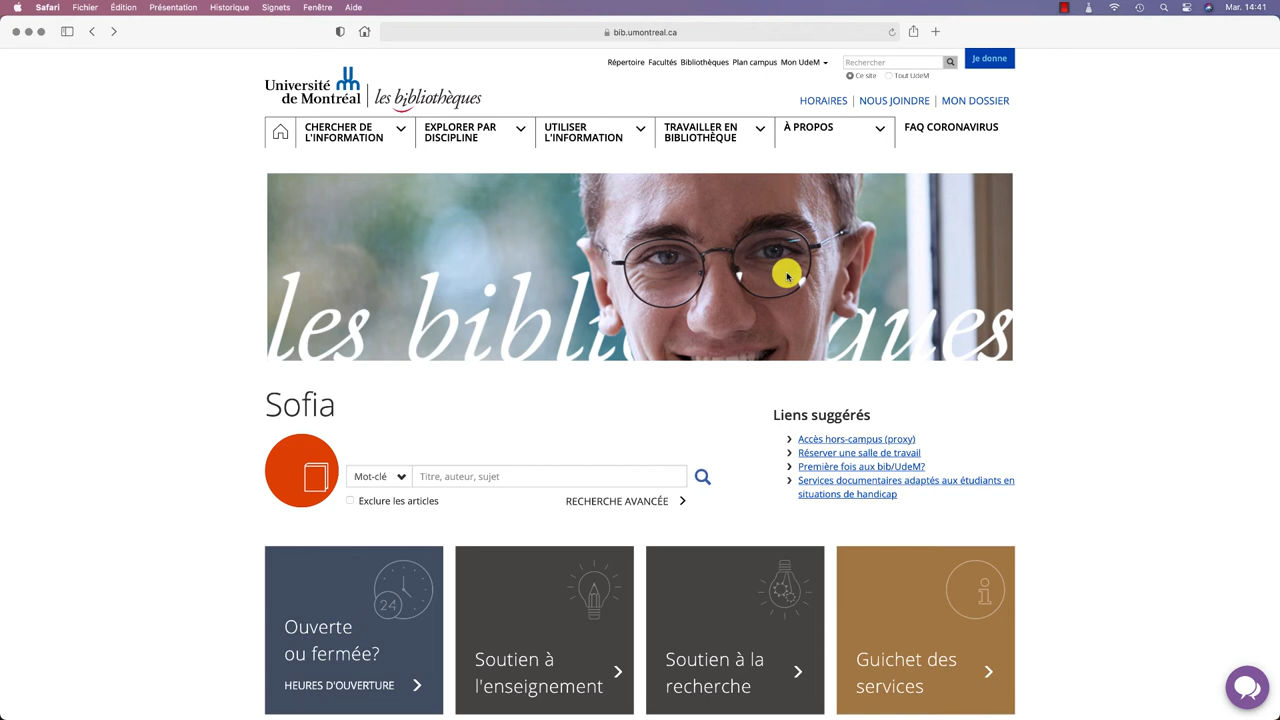 Safari Fichier Édition Présentation Historique Signets Fenêtre Aide Mar. 14:41
bib.umontreal.ca
Répertoire Facultés Bibliothèques Plan campus Mon UdeM
Rechercher
Je donne
Ce site Tout UdeM
Université
de Montréal
les bibliothèques
HORAIRES NOUS JOINDRE MON DOSSIER
CHERCHER DE
L'INFORMATION
EXPLORER PAR
DISCIPLINE
UTILISER
L'INFORMATION
TRAVAILLER EN
BIBLIOTHÈQUE
À PROPOS
FAQ CORONAVIRUS
les bibl ques
Sofia
Mot-clé
Titre, auteur, sujet
Exclure les articles
RECHERCHE AVANCÉE
Liens suggérés
Accès hors-campus (proxy)
Réserver une salle de travail
Première fois aux bib/UdeM?
Services documentaires adaptés aux étudiants en
situations de handicap
24
Ouverte
ou fermée?
HEURES D'OUVERTURE
Soutien à
l'enseignement
Soutien à la
recherche
i
Guichet des
services